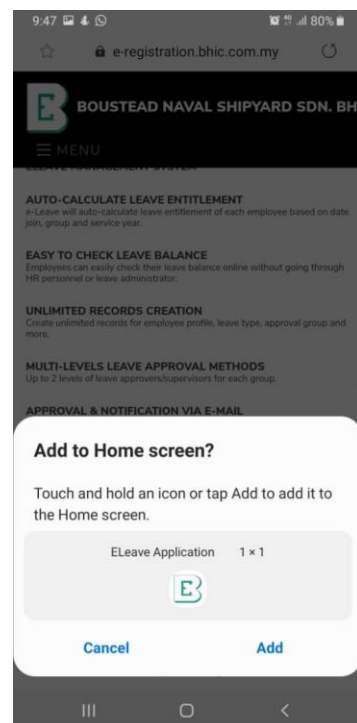 9:47 80%
e-registration.bhic.com.my
E BOUSTEAD NAVAL SHIPYARD SDN. BH
MENU
ELEAVE MANAGEMENT SYSTEM
AUTO-CALCULATE LEAVE ENTITLEMENT
e-Leave will auto-calculate leave entitlement of each employee based on date
join, group and service year.
EASY TO CHECK LEAVE BALANCE
Employees can easily check their leave balance online without going through
HR personnel or leave administrator.
UNLIMITED RECORDS CREATION
Create unlimited records for employee profile, leave type, approval group and
more.
MULTI-LEVELS LEAVE APPROVAL METHODS
Up to 2 levels of leave approvers/supervisors for each group.
APPROVAL & NOTIFICATION VIA E-MAIL
Add to Home screen?
Touch and hold an icon or tap Add to add it to
the Home screen.
ELeave Application 1 × 1
E
Cancel Add